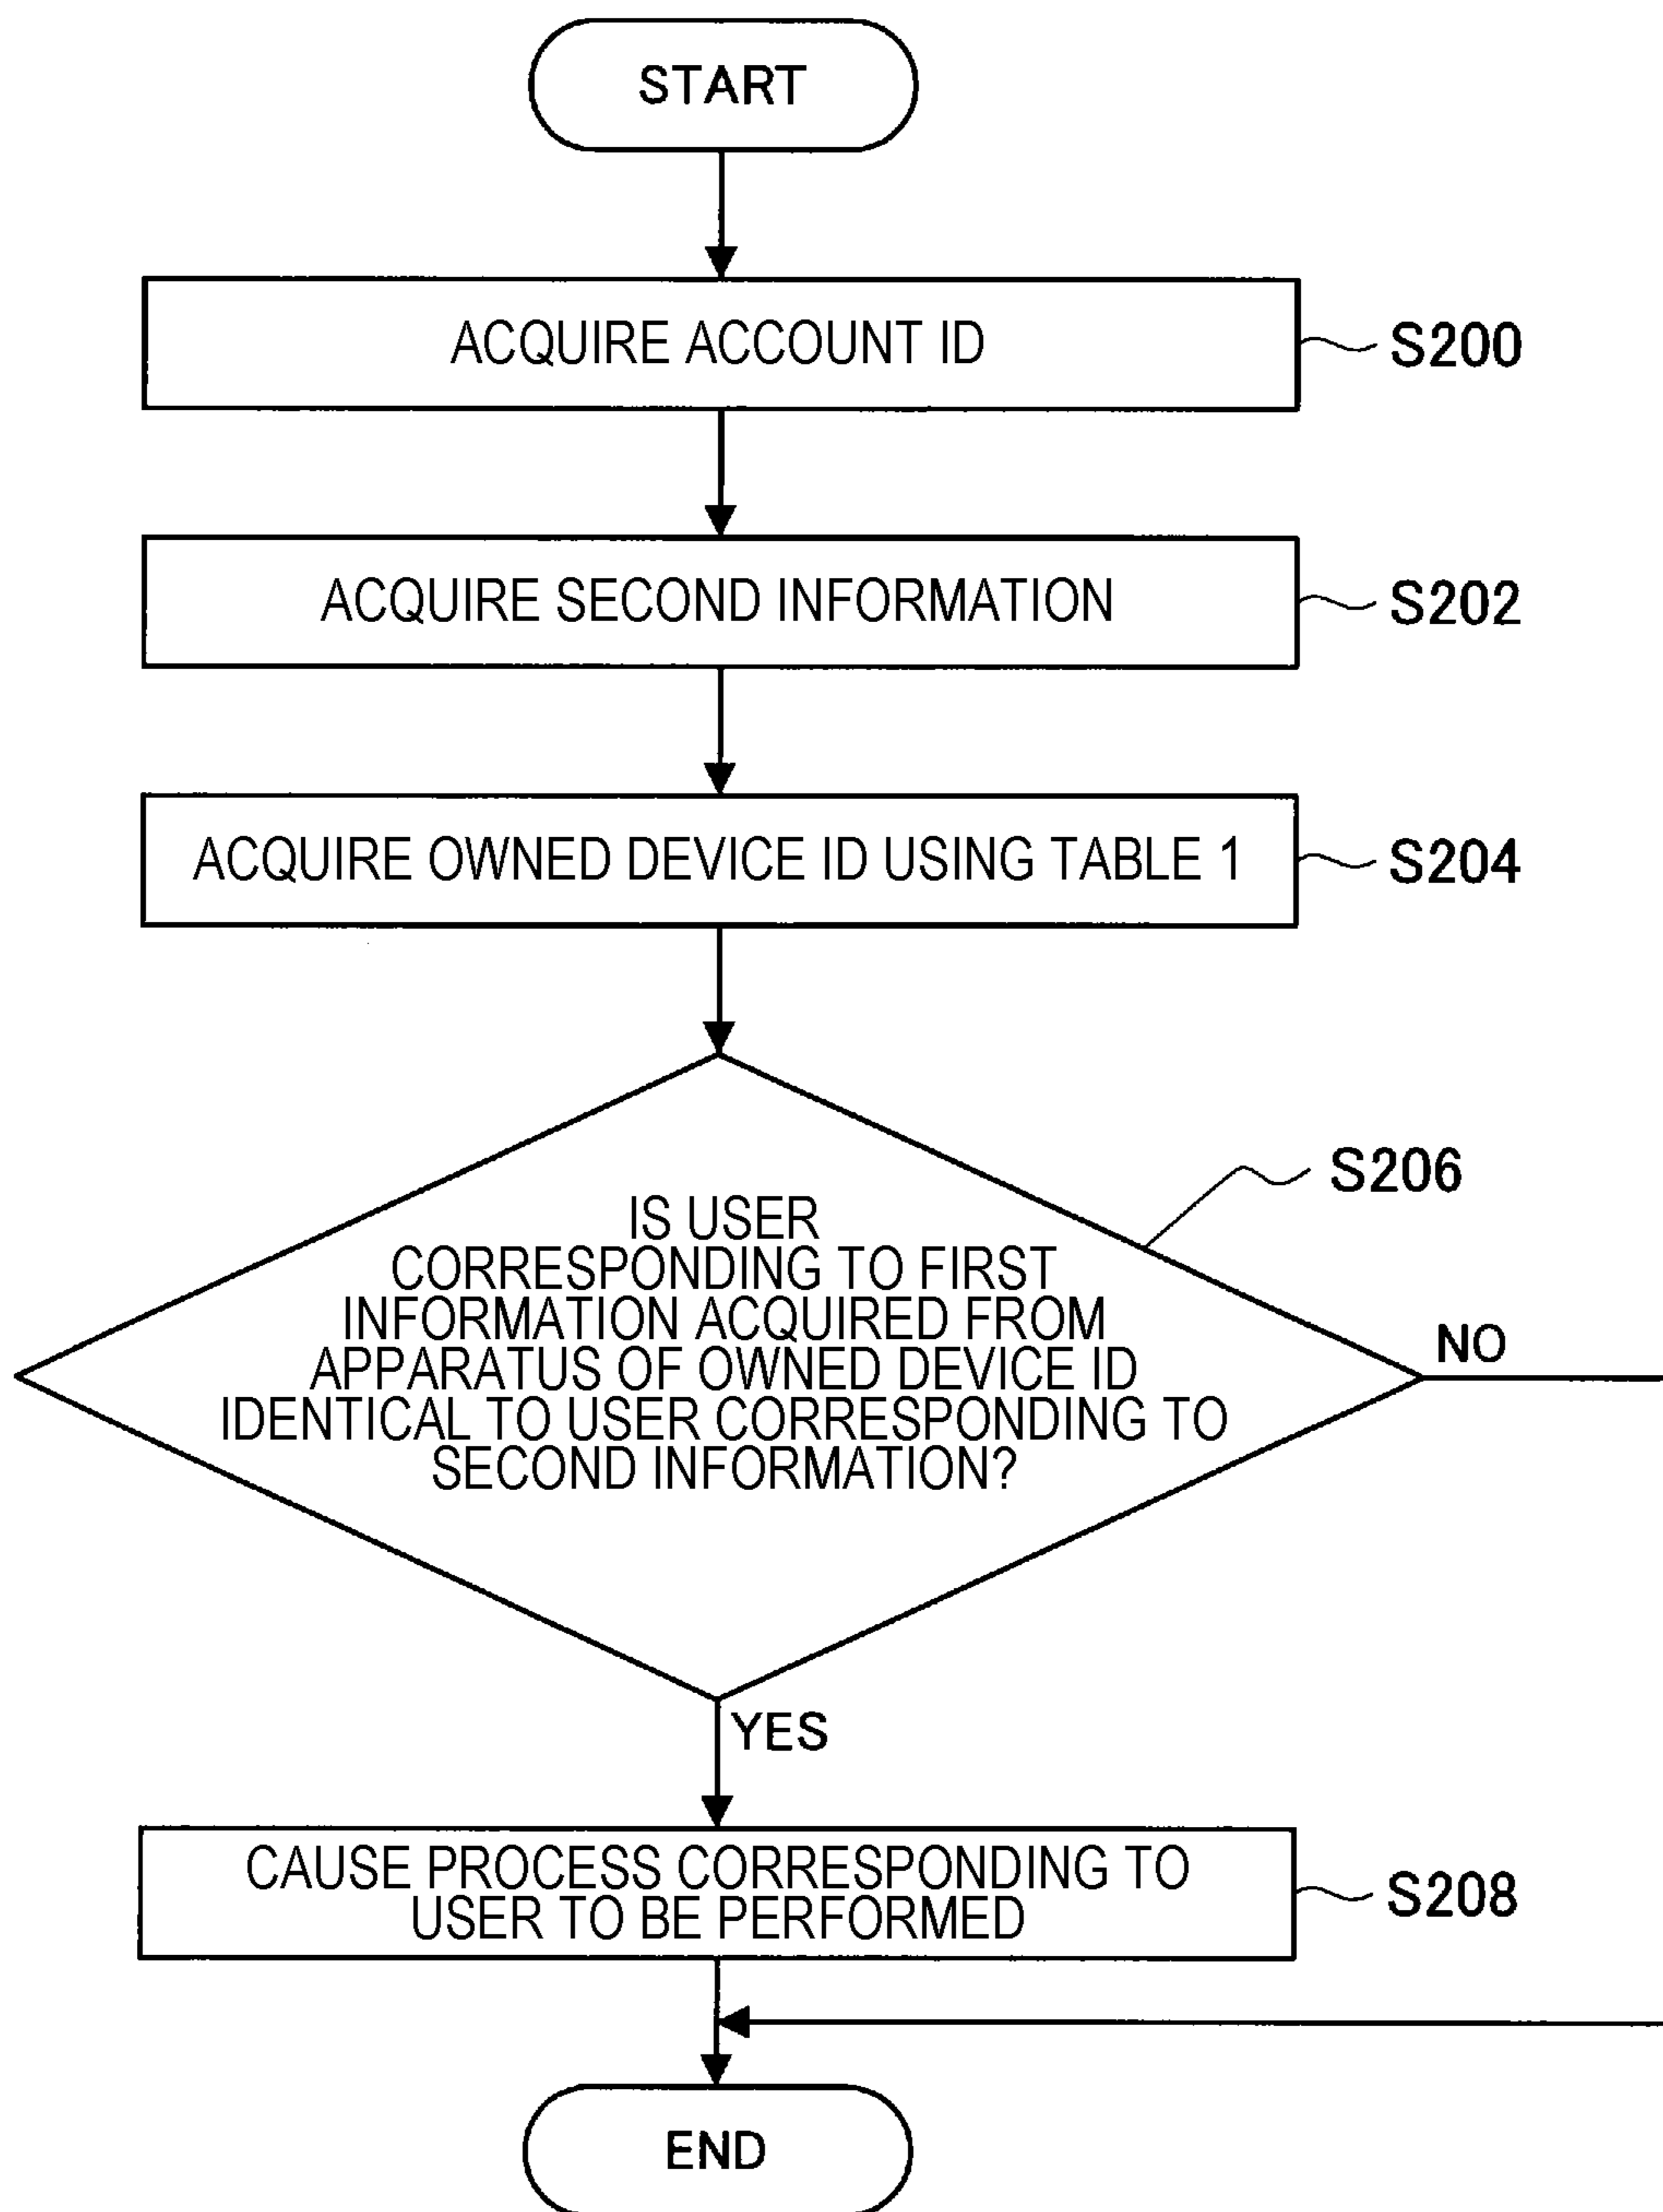 START
ACQUIRE ACCOUNT ID
S200
ACQUIRE SECOND INFORMATION
S202
ACQUIRE OWNED DEVICE ID USING TABLE 1
S204
S206
IS USER
CORRESPONDING TO FIRST
INFORMATION ACQUIRED FROM
APPARATUS OF OWNED DEVICE ID
IDENTICAL TO USER CORRESPONDING TO
SECOND INFORMATION?
NO
YES
CAUSE PROCESS CORRESPONDING TO
USER TO BE PERFORMED
S208
END